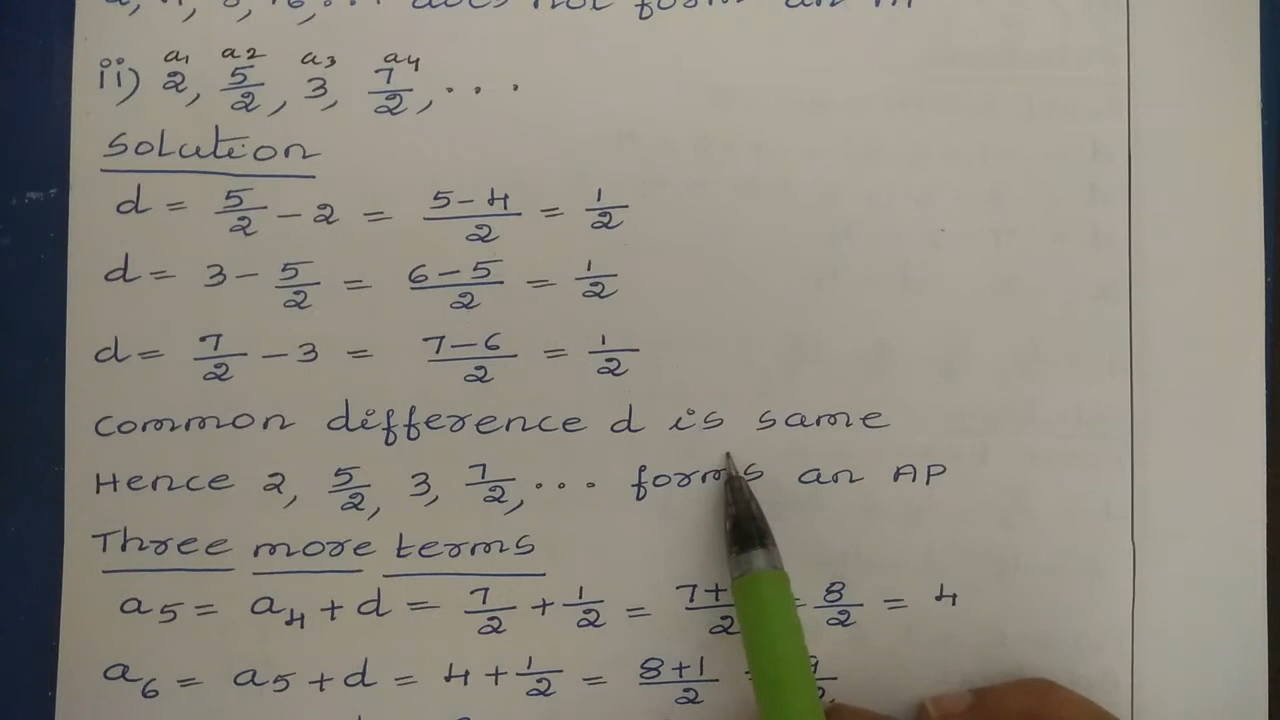 a1 a2 a3 a4
ii) 2, 5/2, 3, 7/2, ...
Solution
d = 5/2 - 2 = 5-4/2 = 1/2
d = 3 - 5/2 = 6-5/2 = 1/2
d = 7/2 - 3 = 7-6/2 = 1/2
common difference d is same
Hence 2, 5/2, 3, 7/2, ... forms an AP
Three more terms
a5 = a4 + d = 7/2 + 1/2 = 7+ /2 = 8/2 = 4
a6 = a5 + d = 4 + 1/2 = 8+1/2